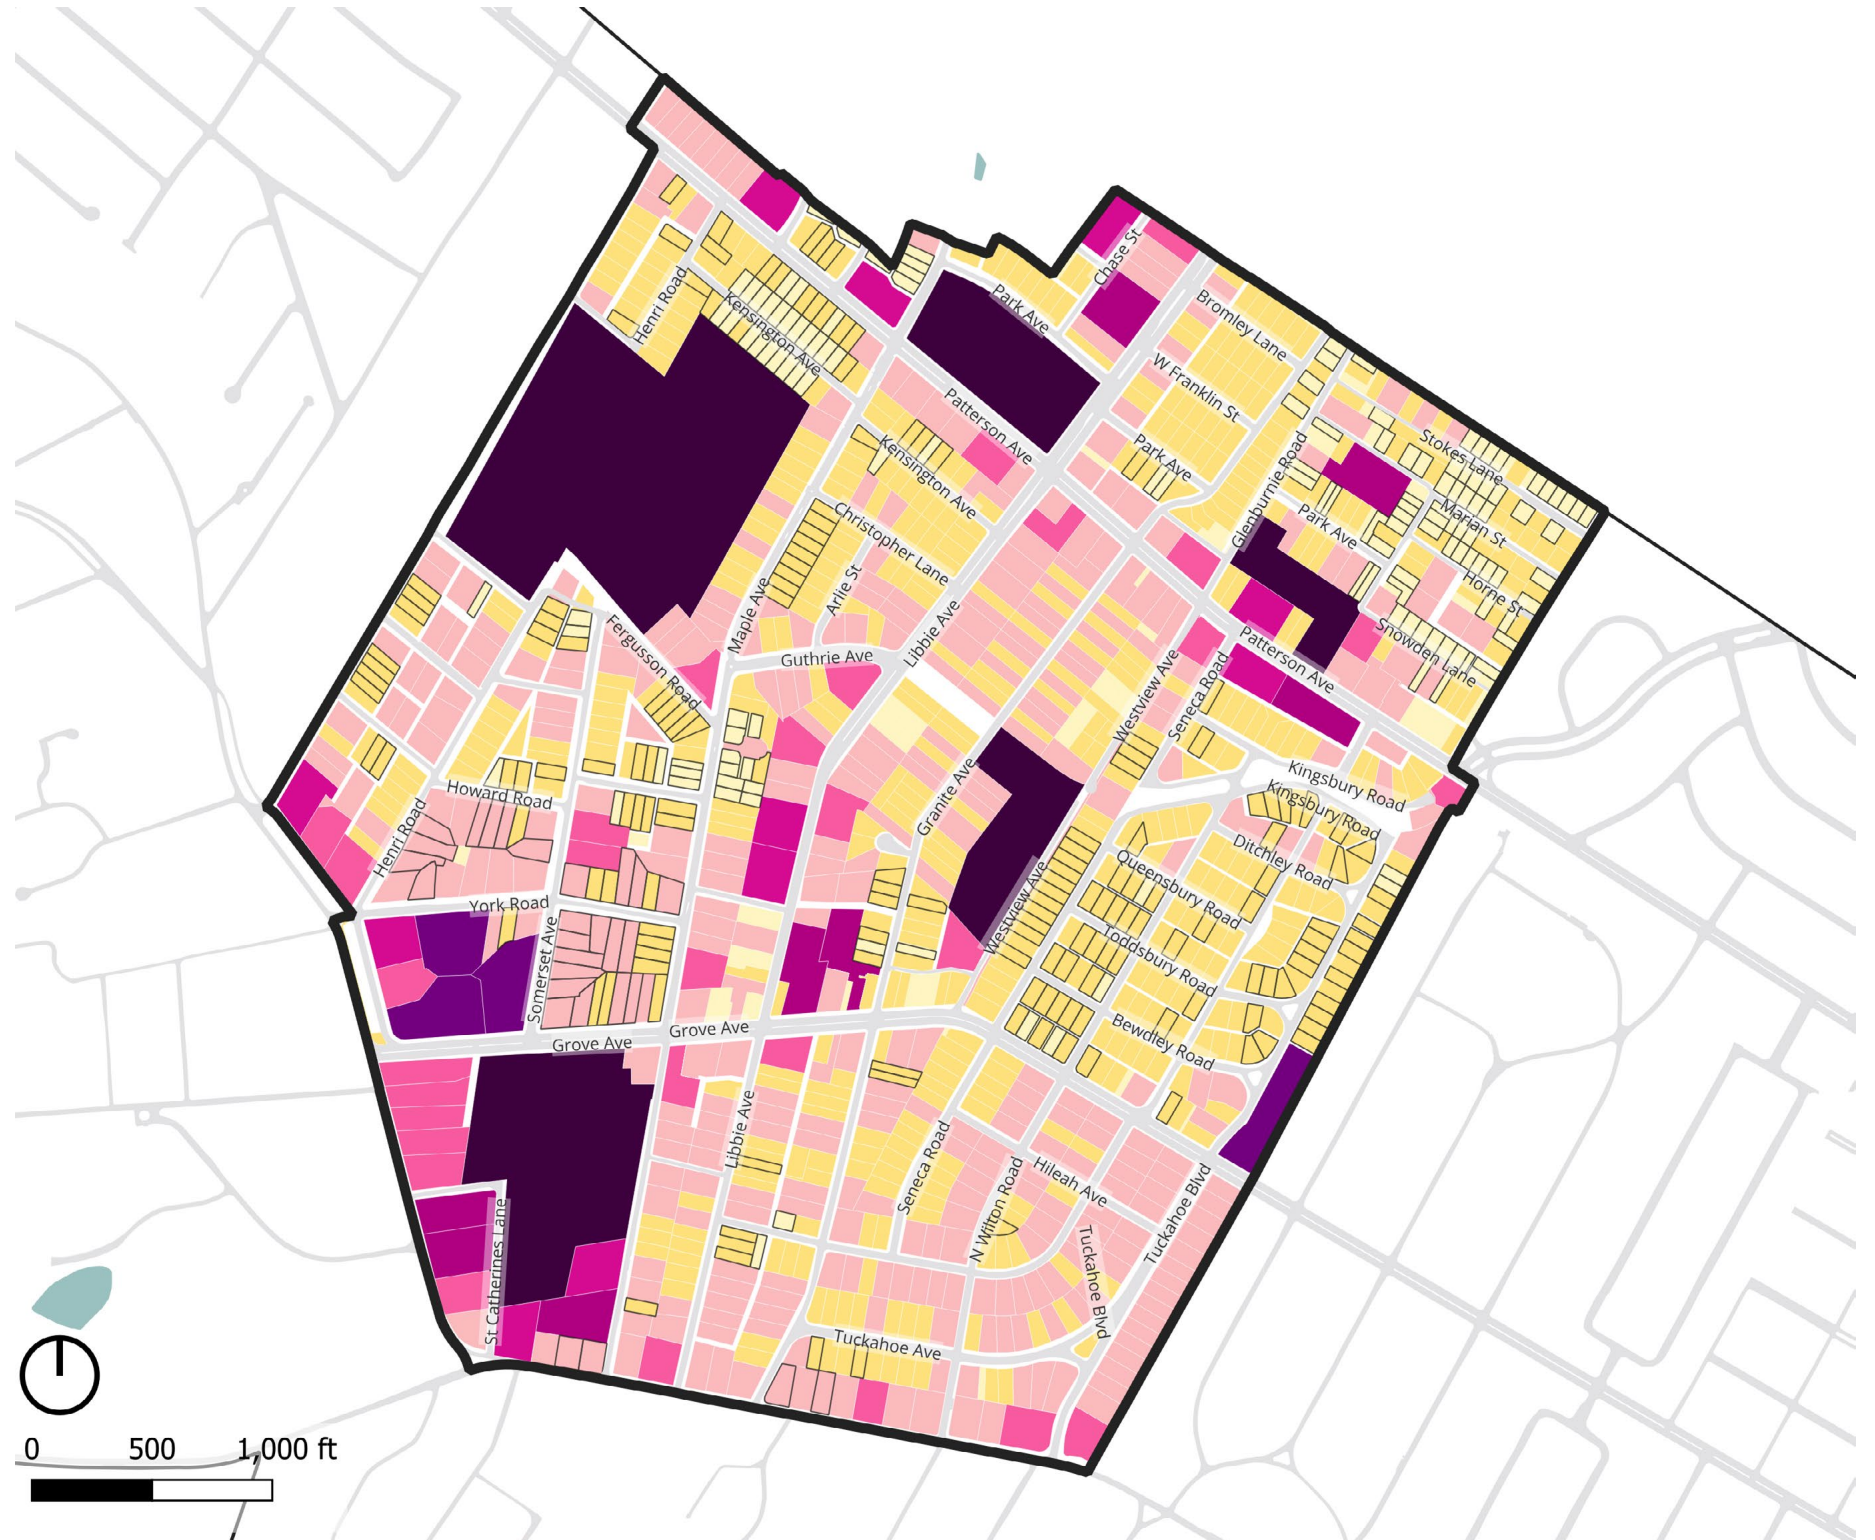 Chase St
Park Ave
Bromley Lane
Henri Road
Kensington Ave
W Franklin St
Patterson Ave
Kensington Ave
Park Ave
Stokes Lane
Glenburnie Road
Marian St
Park Ave
Christopher Lane
Horne St
Arlie St
Maple Ave
Fergusson Road
Libbie Ave
Snowden Lane
Patterson Ave
Guthrie Ave
Westview Ave
Seneca Road
Kingsbury Road
Kingsbury Road
Howard Road
Granite Ave
Henri Road
Ditchley Road
Queensbury Road
York Road
Westview Ave
Somerset Ave
Toddsbury Road
Grove Ave
Grove Ave
Bewdley Road
Libbie Ave
Seneca Road
Hileah Ave
N Wilton Road
Tuckahoe Blvd
Tuckahoe Blvd
St Catherines Lane
Tuckahoe Ave
0 500 1,000 ft